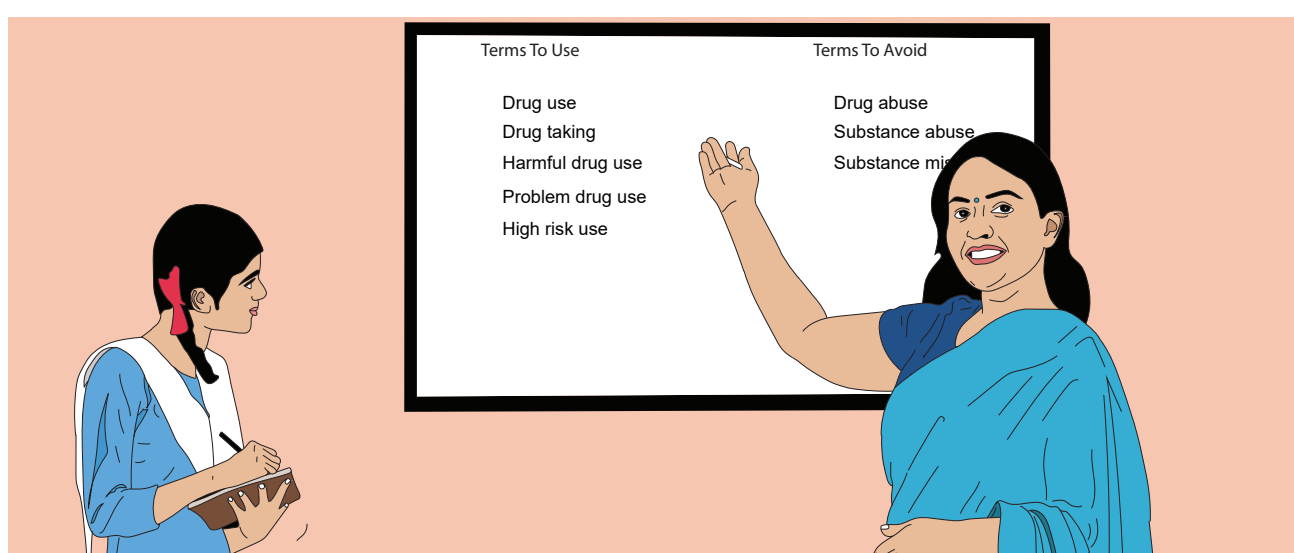 Terms To Use
Drug use
Drug taking
Harmful drug use
Problem drug use
High risk use
Terms To Avoid
Drug abuse
Substance abuse
Substance